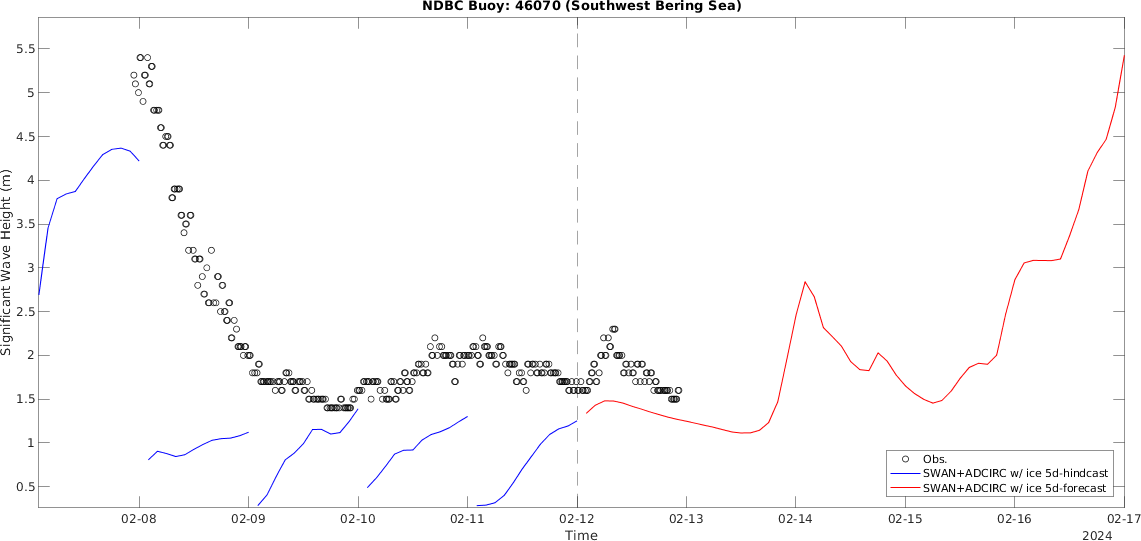 NDBC Buoy: 46070 (Southwest Bering Sea)
Significant Wave Height (m)
5.5
5
4.5
4
3.5
3
2.5
2
1.5
1
0.5
Obs.
SWAN+ADCIRC w/ ice 5d-hindcast
SWAN+ADCIRC w/ ice 5d-forecast
02-08 02-09 02-10 02-11 02-12 02-13 02-14 02-15 02-16 02-17
Time
2024